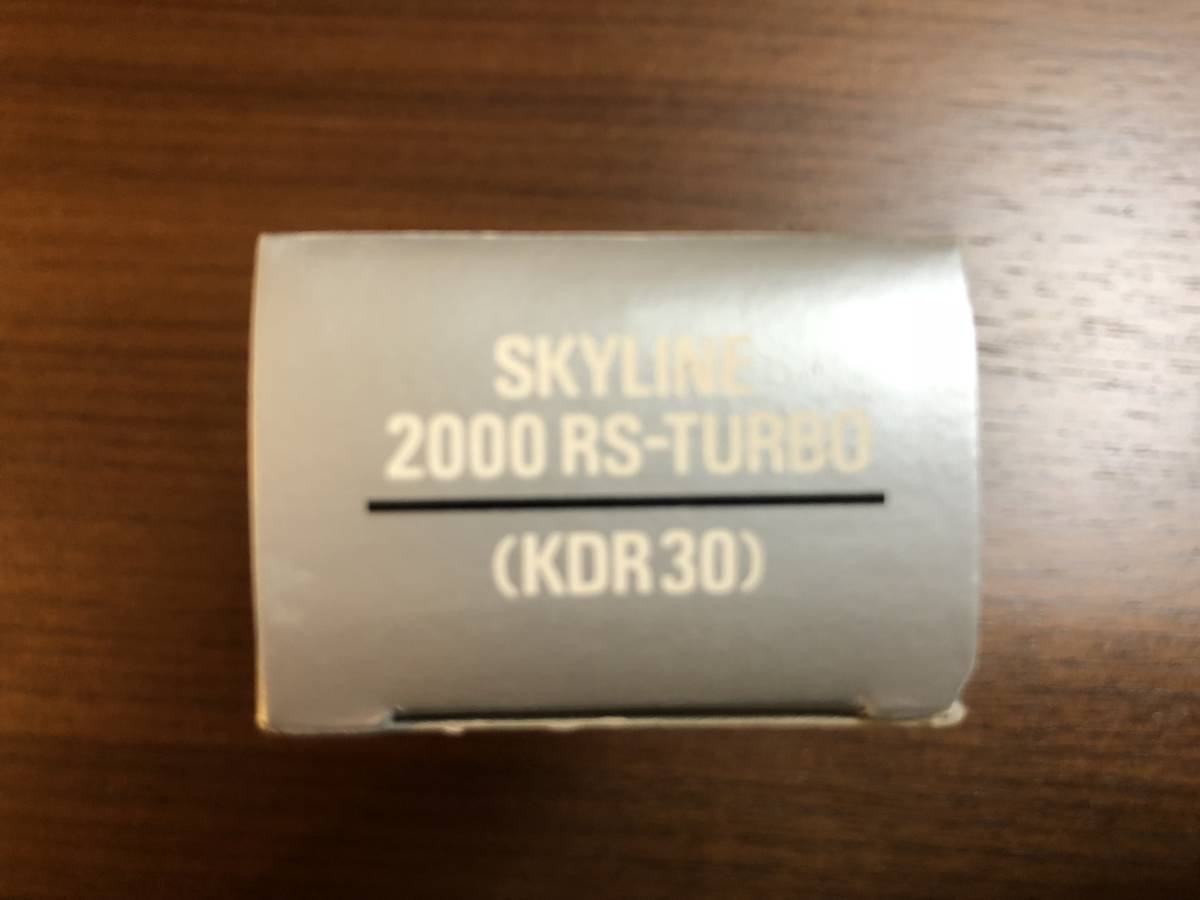 SKYLINE
2000 RS-TURBO
(KDR30)